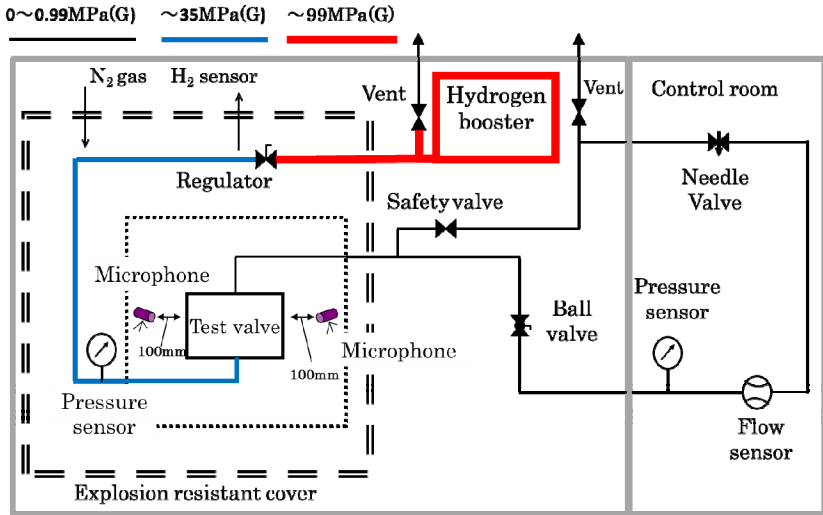 0～0.99MPa(G) ～35MPa(G) ～99MPa(G)
N₂ gas
H₂ sensor
Vent
Hydrogen
booster
Vent
Control room
Regulator
Needle
Valve
Safety valve
Microphone
Test valve
100mm
100mm
Microphone
Ball
valve
Pressure
sensor
Pressure
sensor
Flow
sensor
Explosion resistant cover